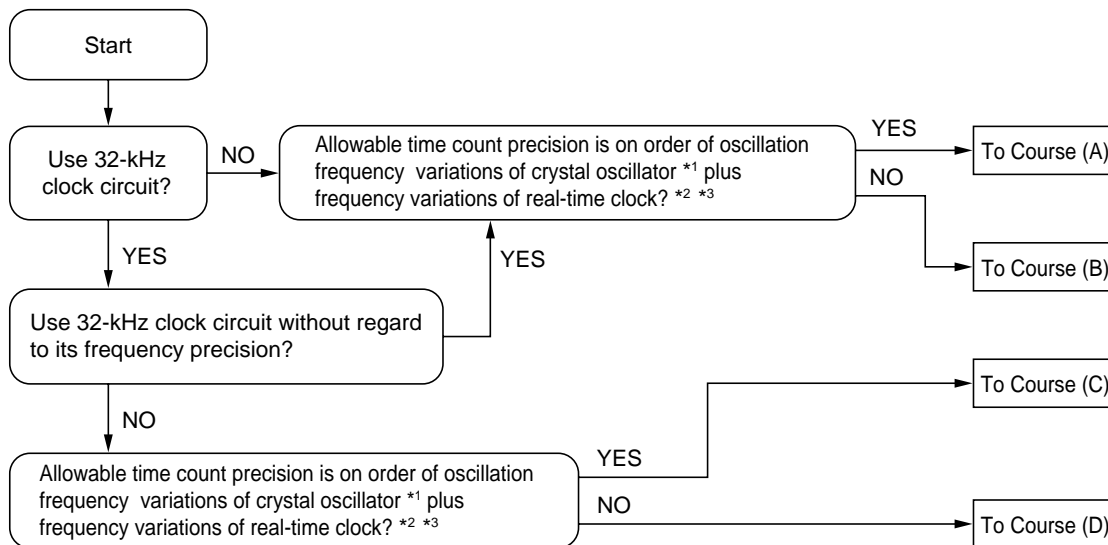 Start
Use 32-kHz
clock circuit?
NO
Allowable time count precision is on order of oscillation
frequency variations of crystal oscillator *1 plus
frequency variations of real-time clock? *2 *3
YES
To Course (A)
NO
To Course (B)
YES
YES
Use 32-kHz clock circuit without regard
to its frequency precision?
To Course (C)
NO
Allowable time count precision is on order of oscillation
frequency variations of crystal oscillator *1 plus
frequency variations of real-time clock? *2 *3
YES
NO
To Course (D)